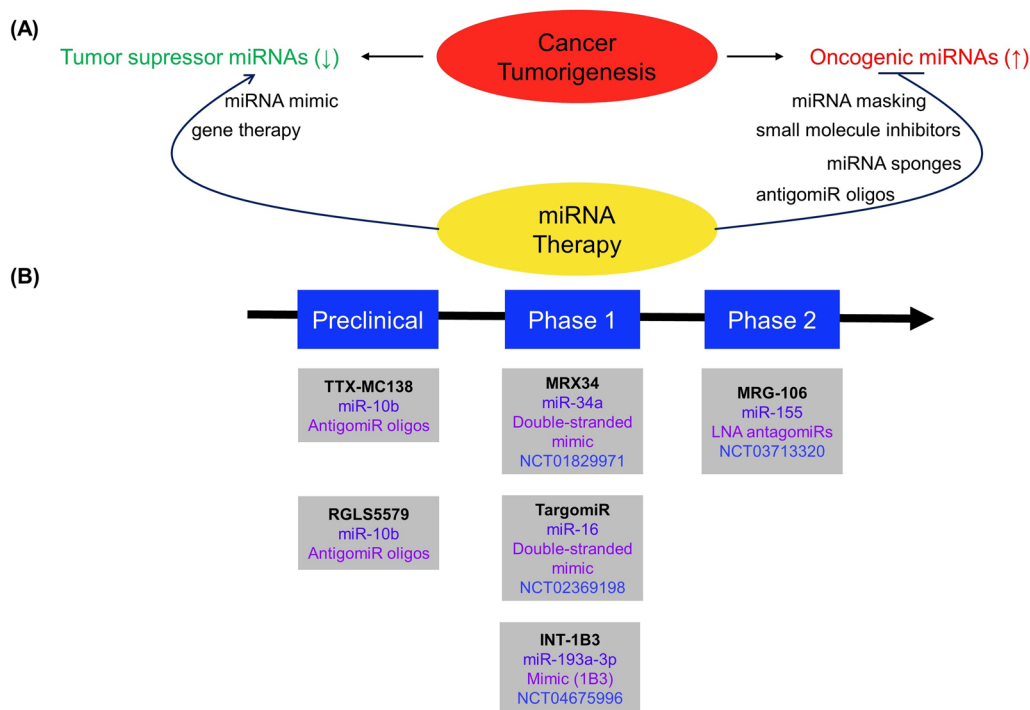 (A)
Tumor supressor miRNAs (↓)
Cancer
Tumorigenesis
Oncogenic miRNAs (↑)
miRNA mimic
gene therapy
miRNA masking
small molecule inhibitors
miRNA sponges
antigomiR oligos
miRNA
Therapy
(B)
Preclinical
Phase 1
Phase 2
TTX-MC138
miR-10b
AntigomiR oligos
RGLS5579
miR-10b
AntigomiR oligos
MRX34
miR-34a
Double-stranded
mimic
NCT01829971
TargomiR
miR-16
Double-stranded
mimic
NCT02369198
INT-1B3
miR-193a-3p
Mimic (1B3)
NCT04675996
MRG-106
miR-155
LNA antagomiRs
NCT03713320